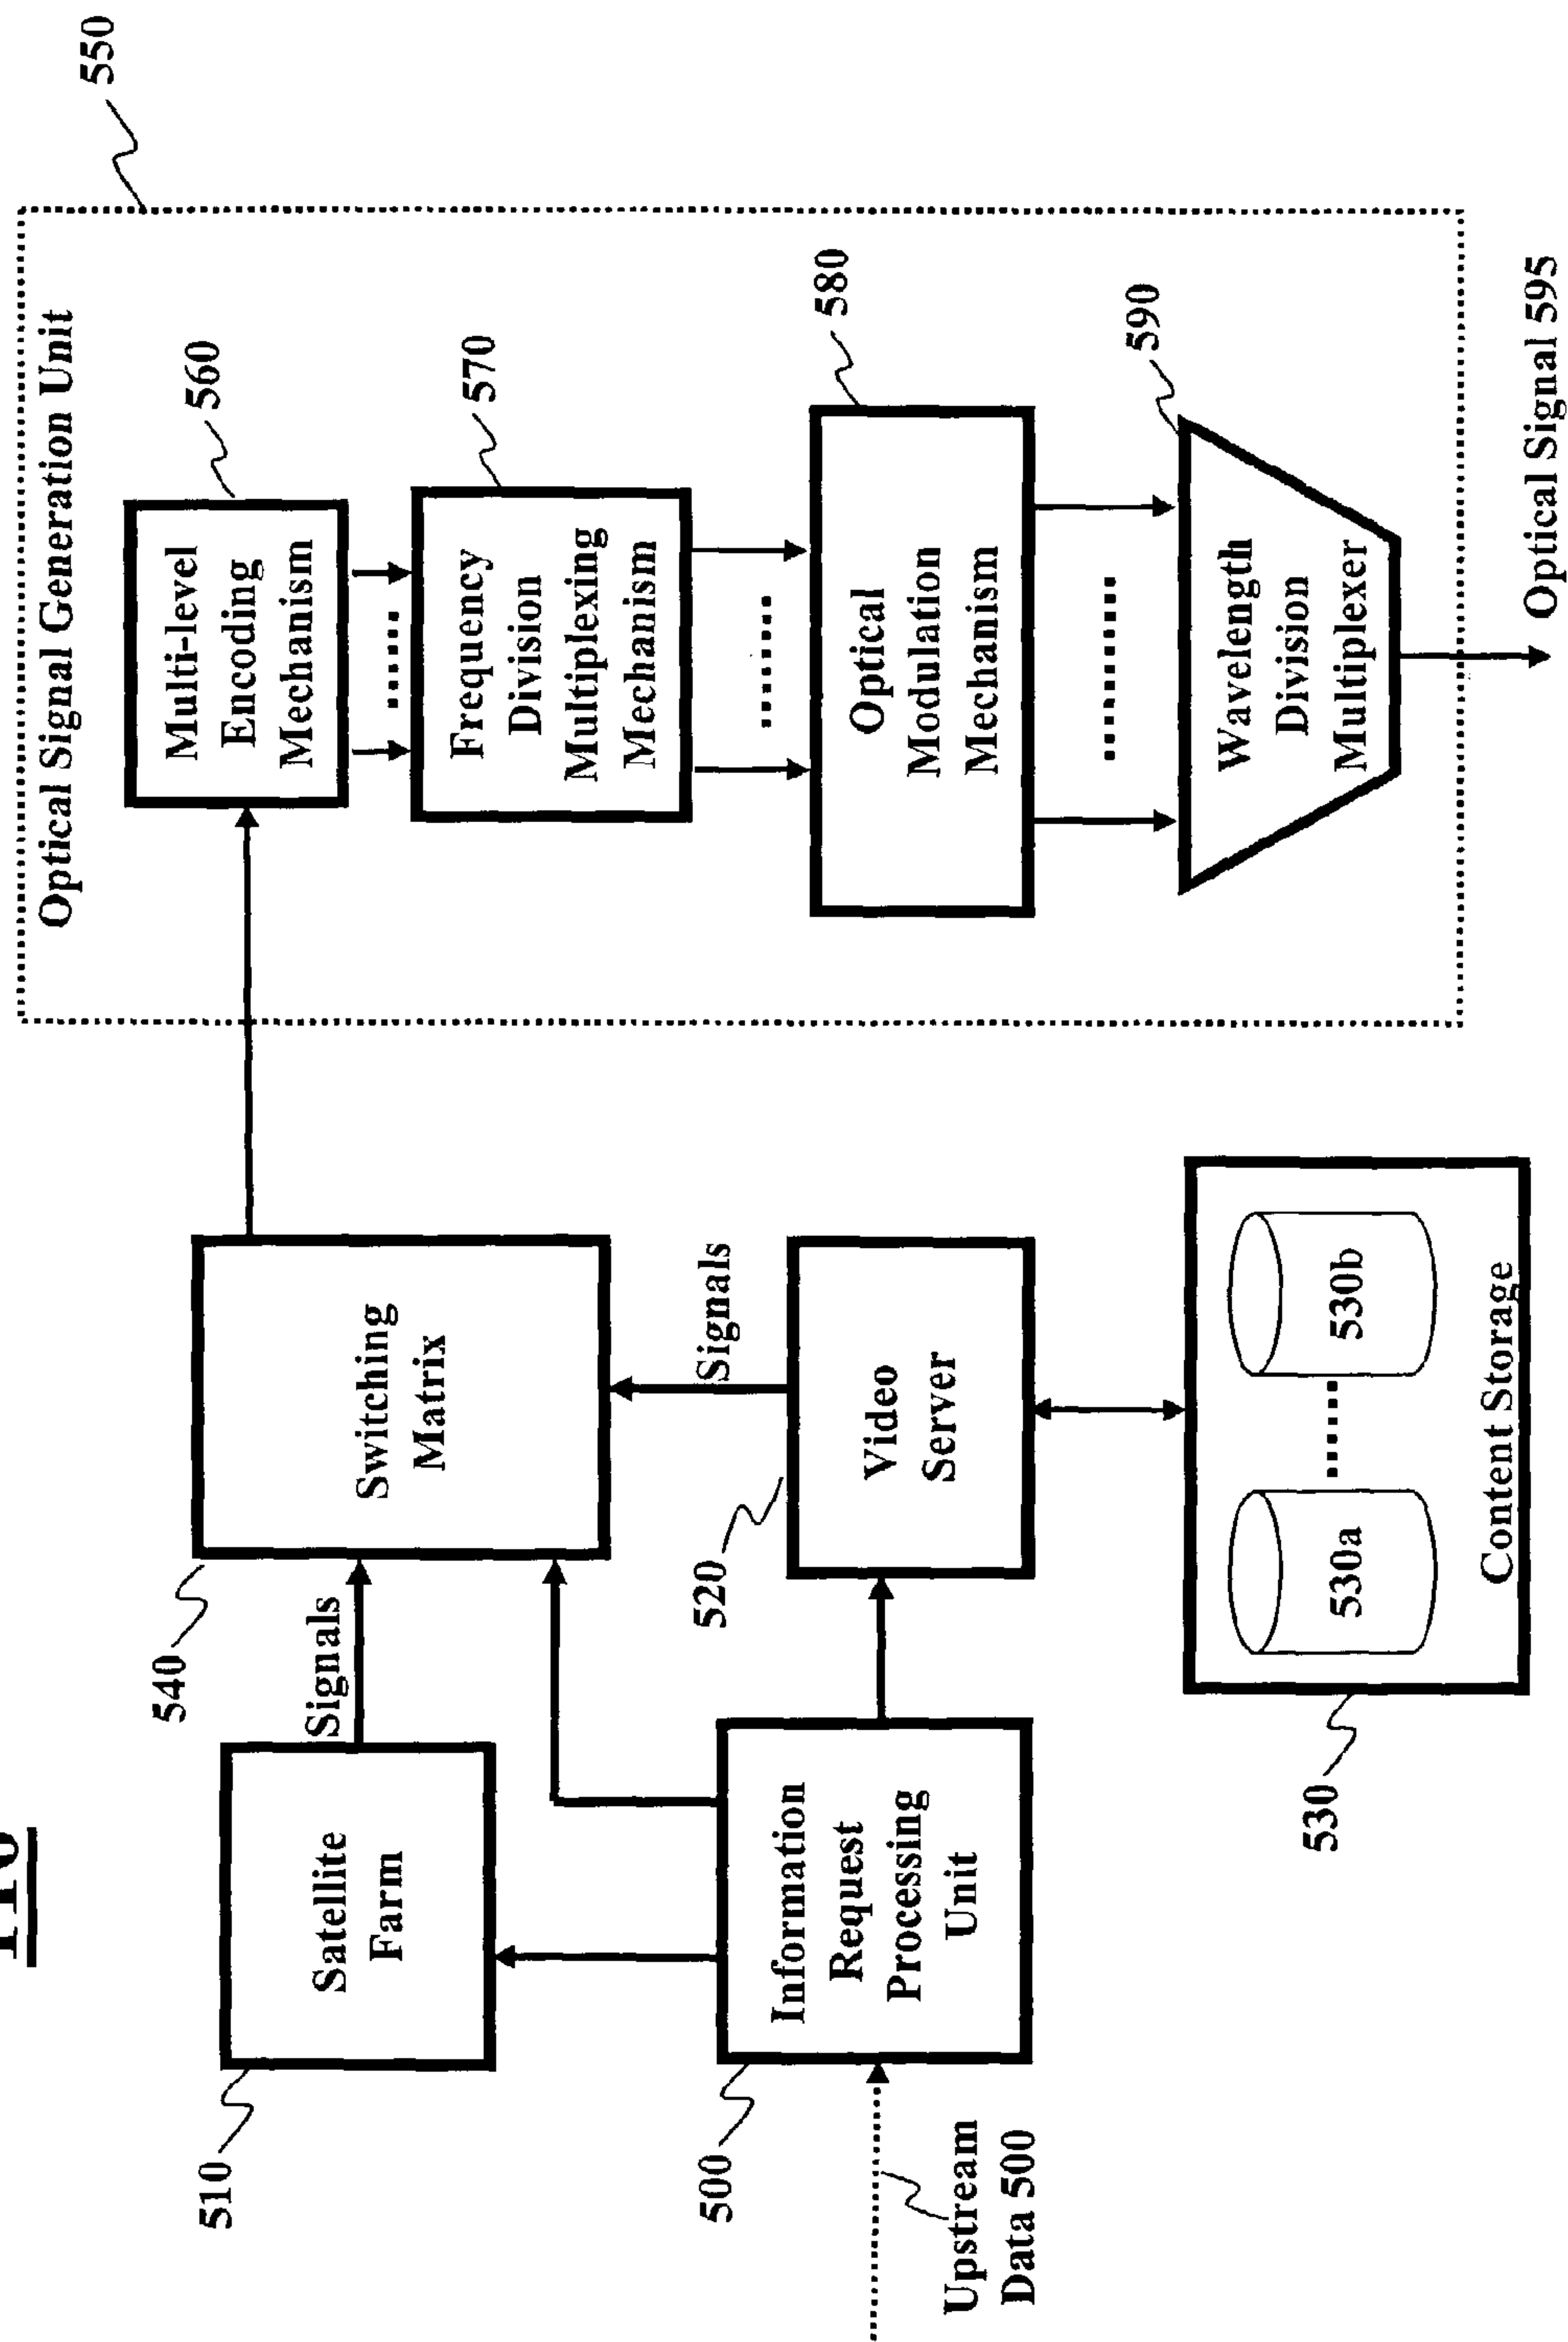 550
Optical Signal Generation Unit
560
Multi-level
Encoding
Mechanism
570
Frequency
Division
Multiplexing
Mechanism
580
Optical
Modulation
Mechanism
590
Wavelength
Division
Multiplexer
Optical Signal 595
540
Switching
Matrix
Signals
Signals
510
Satellite
Farm
520
Video
Server
500
Information
Request
Processing
Unit
Upstream
Data 500
530
530a
530b
Content Storage